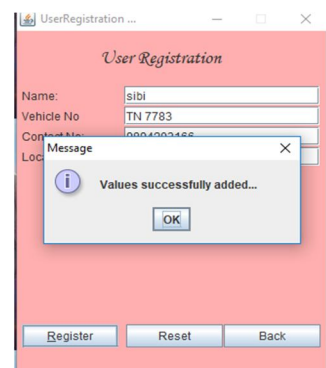 UserRegistration ...
User Registration
Name:
sibi
Vehicle No
TN 7783
Message
Values successfully added...
OK
Register
Reset
Back